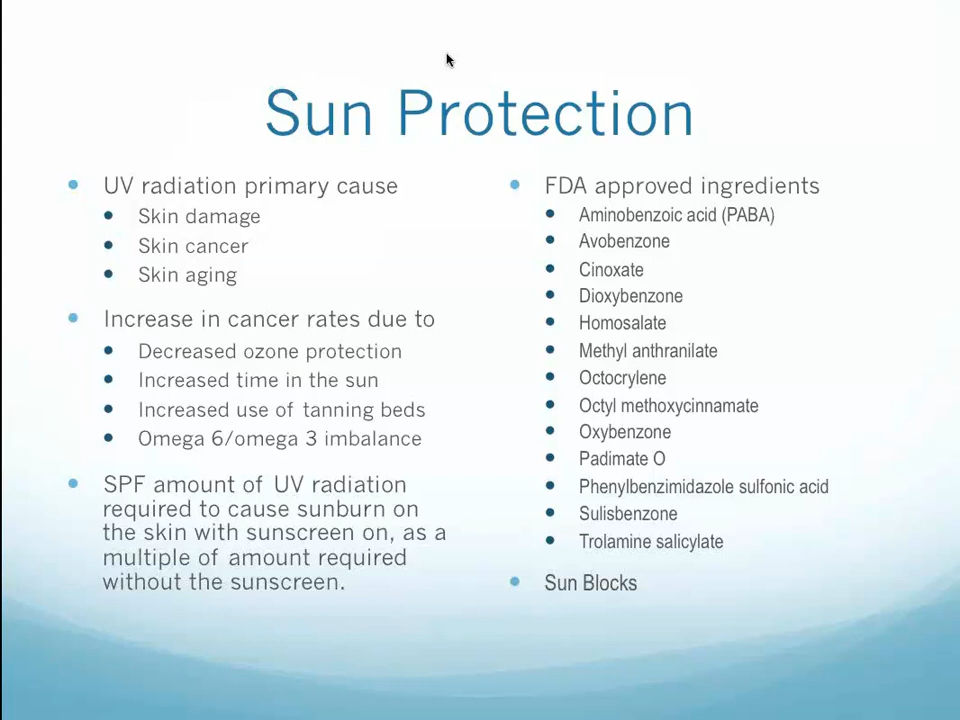 Sun Protection
UV radiation primary cause
Skin damage
Skin cancer
Skin aging
Increase in cancer rates due to
Decreased ozone protection
Increased time in the sun
Increased use of tanning beds
Omega 6/omega 3 imbalance
SPF amount of UV radiation
required to cause sunburn on
the skin with sunscreen on, as a
multiple of amount required
without the sunscreen.
FDA approved ingredients
Aminobenzoic acid (PABA)
Avobenzone
Cinoxate
Dioxybenzone
Homosalate
Methyl anthranilate
Octocrylene
Octyl methoxycinnamate
Oxybenzone
Padimate O
Phenylbenzimidazole sulfonic acid
Sulisbenzone
Trolamine salicylate
Sun Blocks